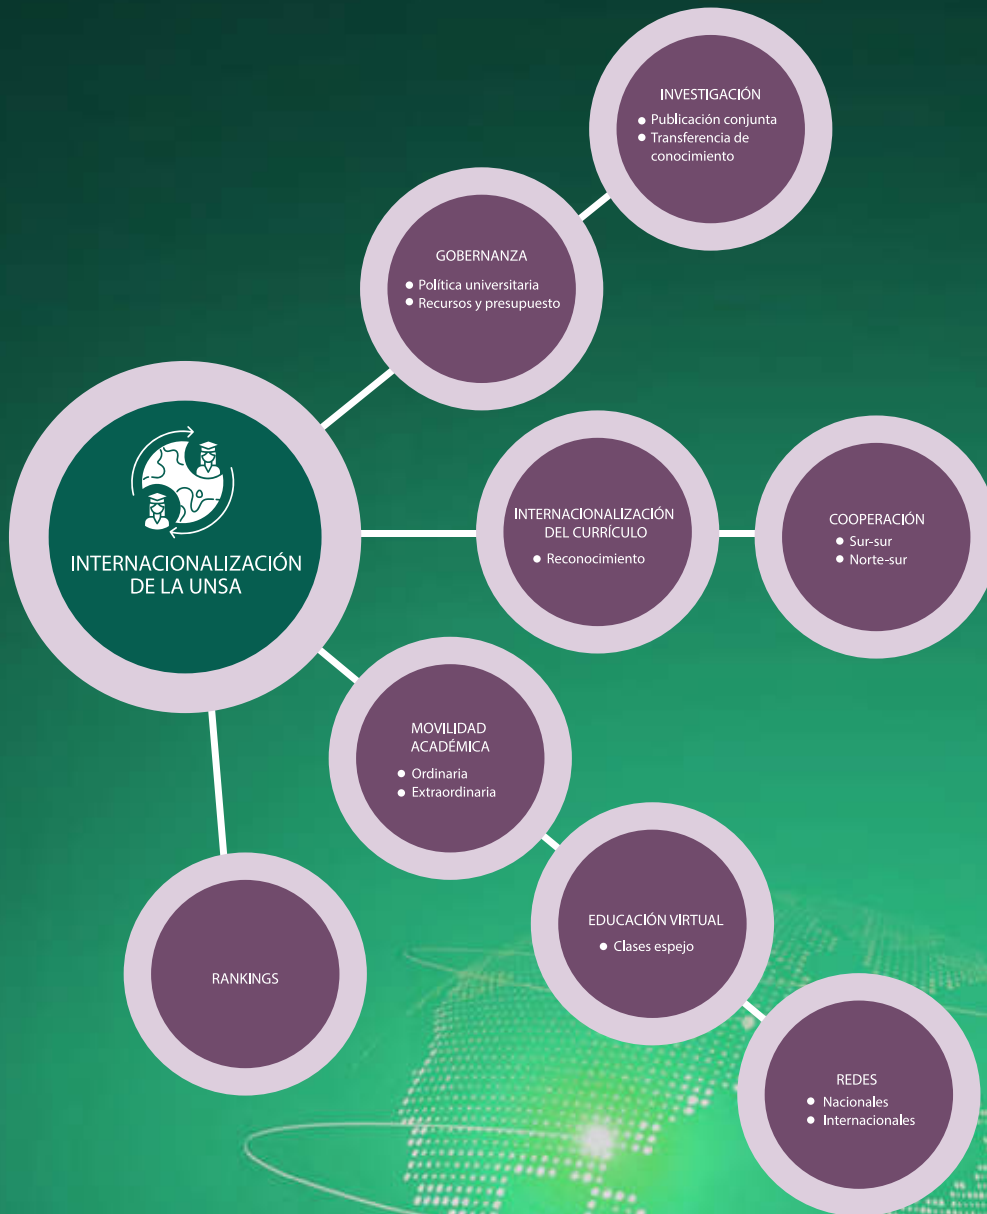 INVESTIGACIÓN
Publicación conjunta
Transferencia de
conocimiento
GOBERNANZA
Política universitaria
Recursos y presupuesto
INTERNACIONALIZACIÓN
DE LA UNSA
INTERNACIONALIZACIÓN
DEL CURRÍCULO
Reconocimiento
COOPERACIÓN
Sur-sur
Norte-sur
MOVILIDAD
ACADÉMICA
Ordinaria
Extraordinaria
EDUCACIÓN VIRTUAL
Clases espejo
RANKINGS
REDES
Nacionales
Internacionales